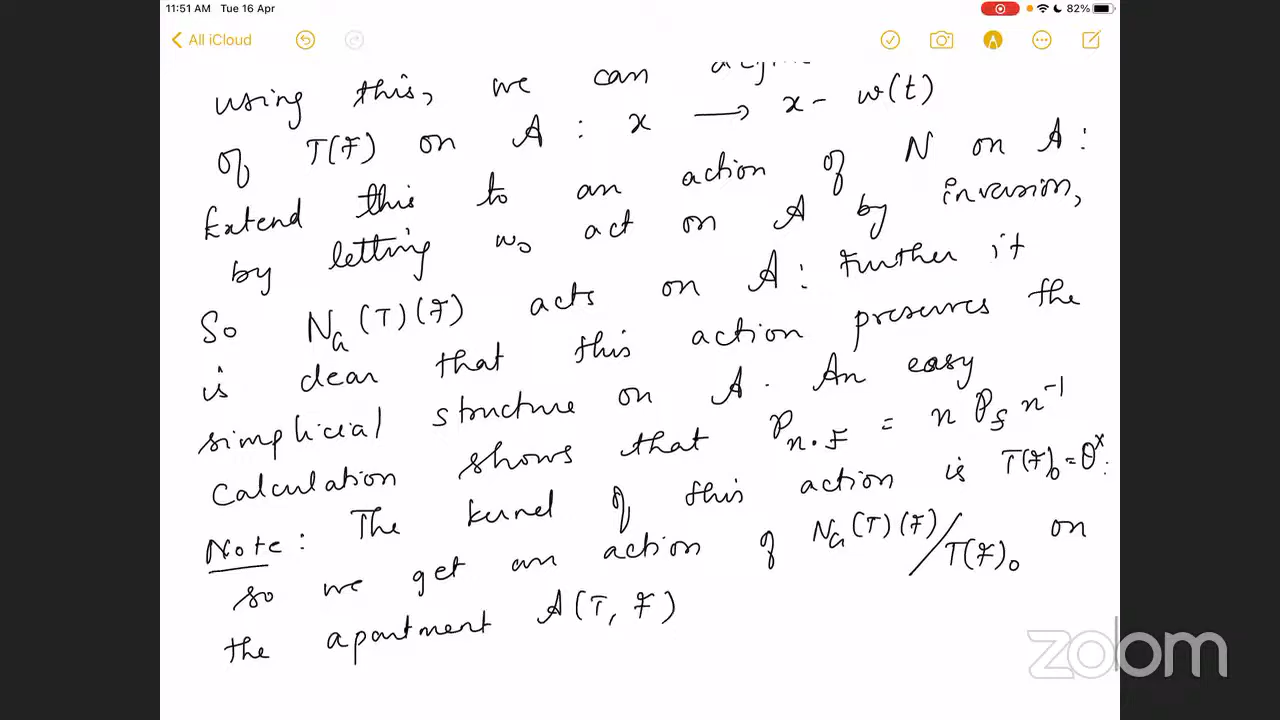 11:51 AM Tue 16 Apr
82%
All iCloud
using this, we can
of T(F) on A : x → x - w(t)
Extend this to an action of N on A :
by letting w₀ act on A by inversion,
So N_G(T)(F) acts on A : Further it
is clear that this action preserves the
simplicial structure on A. An easy
calculation shows that P_{n·F} = n P_F n⁻¹
Note: The kernel of this action is T(F)₀ = O^x :
so we get an action of N_G(T)(F)/T(F)₀ on
the apartment A(T, F)
zoom